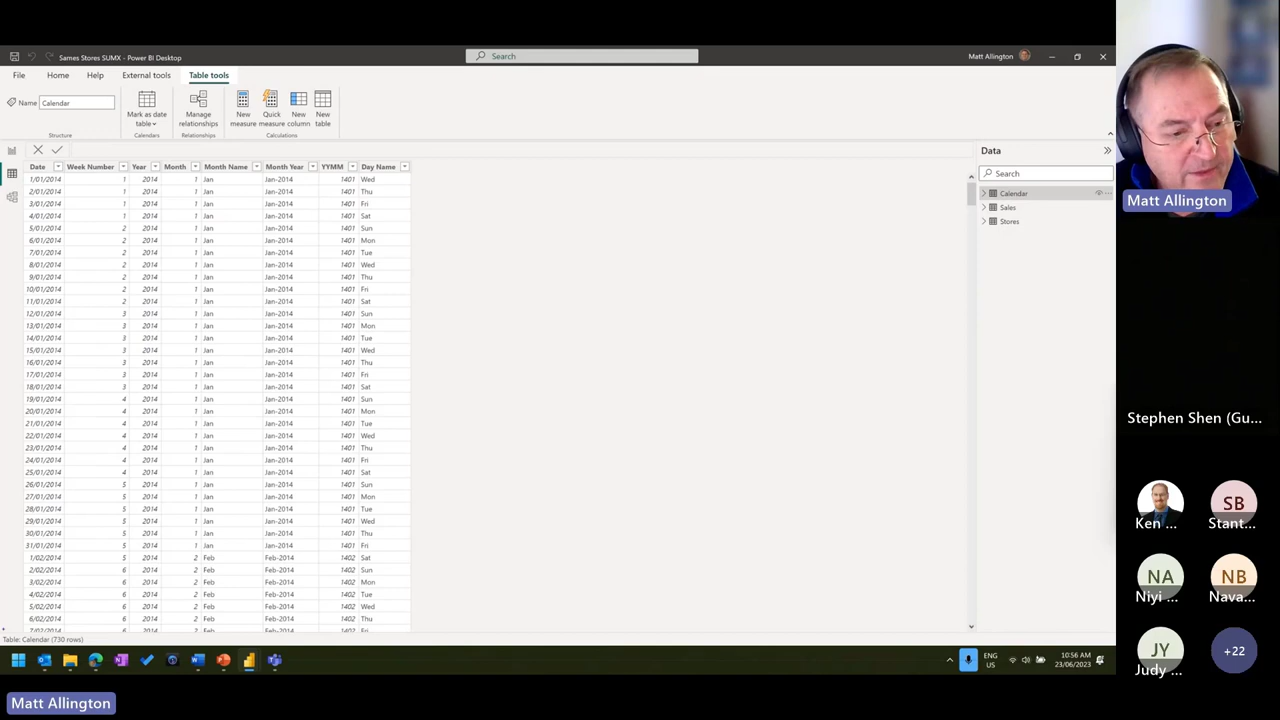 Sames Stores SUMX - Power BI Desktop
Search
Matt Allington
File Home Help External tools Table tools
Name Calendar
Mark as date table
Manage relationships
New measure
Quick measure
New column
New table
Structure Calendars Relationships Calculations
Date Week Number Year Month Month Name Month Year YYMM Day Name
1/01/2014 1 2014 1 Jan Jan-2014 1401 Wed
2/01/2014 1 2014 1 Jan Jan-2014 1401 Thu
3/01/2014 1 2014 1 Jan Jan-2014 1401 Fri
4/01/2014 1 2014 1 Jan Jan-2014 1401 Sat
5/01/2014 2 2014 1 Jan Jan-2014 1401 Sun
6/01/2014 2 2014 1 Jan Jan-2014 1401 Mon
7/01/2014 2 2014 1 Jan Jan-2014 1401 Tue
8/01/2014 2 2014 1 Jan Jan-2014 1401 Wed
9/01/2014 2 2014 1 Jan Jan-2014 1401 Thu
10/01/2014 2 2014 1 Jan Jan-2014 1401 Fri
11/01/2014 2 2014 1 Jan Jan-2014 1401 Sat
12/01/2014 3 2014 1 Jan Jan-2014 1401 Sun
13/01/2014 3 2014 1 Jan Jan-2014 1401 Mon
14/01/2014 3 2014 1 Jan Jan-2014 1401 Tue
15/01/2014 3 2014 1 Jan Jan-2014 1401 Wed
16/01/2014 3 2014 1 Jan Jan-2014 1401 Thu
17/01/2014 3 2014 1 Jan Jan-2014 1401 Fri
18/01/2014 3 2014 1 Jan Jan-2014 1401 Sat
19/01/2014 4 2014 1 Jan Jan-2014 1401 Sun
20/01/2014 4 2014 1 Jan Jan-2014 1401 Mon
21/01/2014 4 2014 1 Jan Jan-2014 1401 Tue
22/01/2014 4 2014 1 Jan Jan-2014 1401 Wed
23/01/2014 4 2014 1 Jan Jan-2014 1401 Thu
24/01/2014 4 2014 1 Jan Jan-2014 1401 Fri
25/01/2014 4 2014 1 Jan Jan-2014 1401 Sat
26/01/2014 5 2014 1 Jan Jan-2014 1401 Sun
27/01/2014 5 2014 1 Jan Jan-2014 1401 Mon
28/01/2014 5 2014 1 Jan Jan-2014 1401 Tue
29/01/2014 5 2014 1 Jan Jan-2014 1401 Wed
30/01/2014 5 2014 1 Jan Jan-2014 1401 Thu
31/01/2014 5 2014 1 Jan Jan-2014 1401 Fri
1/02/2014 5 2014 2 Feb Feb-2014 1402 Sat
2/02/2014 6 2014 2 Feb Feb-2014 1402 Sun
3/02/2014 6 2014 2 Feb Feb-2014 1402 Mon
4/02/2014 6 2014 2 Feb Feb-2014 1402 Tue
5/02/2014 6 2014 2 Feb Feb-2014 1402 Wed
6/02/2014 6 2014 2 Feb Feb-2014 1402 Thu
7/02/2014 6 2014 2 Feb Feb-2014 1402 Fri
Table: Calendar (730 rows)
Data
Search
Calendar
Sales
Stores
ENG
US
10:56 AM
23/06/2023
Matt Allington
Stephen Shen (Gu...
Ken ...
SB
Stant...
NA
Niyi ...
NB
Nava...
JY
Judy ...
+22
Matt Allington